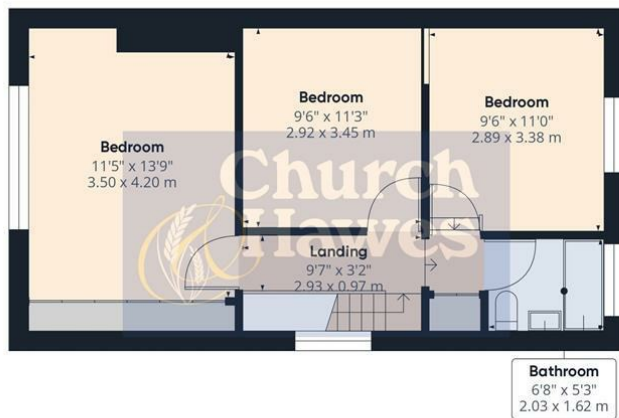 Bedroom
11'5" x 13'9"
3.50 x 4.20 m
Bedroom
9'6" x 11'3"
2.92 x 3.45 m
Bedroom
9'6" x 11'0"
2.89 x 3.38 m
Church
& Hawes
Landing
9'7" x 3'2"
2.93 x 0.97 m
Bathroom
6'8" x 5'3"
2.03 x 1.62 m